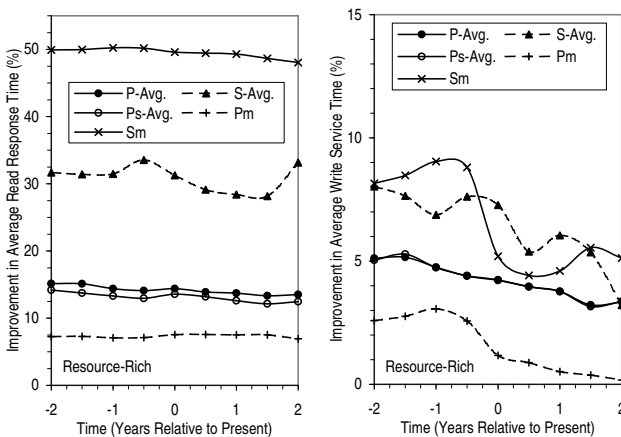 Improvement in Average Read Response Time (%)
50
40
30
20
10
0
P-Avg.
S-Avg.
Ps-Avg.
Pm
Sm
Resource-Rich
-2
-1
0
1
2
Time (Years Relative to Present)
Improvement in Average Write Service Time (%)
15
10
5
0
P-Avg.
S-Avg.
Ps-Avg.
Pm
Sm
Resource-Rich
-2
-1
0
1
2
Time (Years Relative to Present)